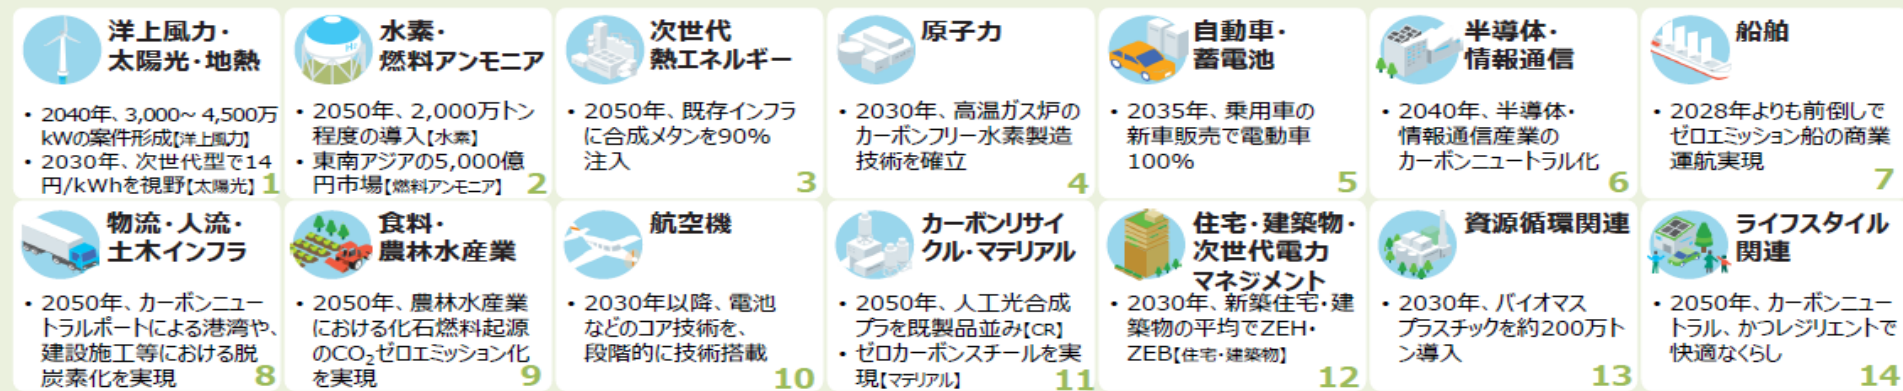 洋上風力・
太陽光・地熱
• 2040年、3,000～4,500万
kWの案件形成【洋上風力】
• 2030年、次世代型で14
円/kWhを視野【太陽光】
1
水素・
燃料アンモニア
• 2050年、2,000万トン
程度の導入【水素】
• 東南アジアの5,000億
円市場【燃料アンモニア】
2
次世代
熱エネルギー
• 2050年、既存インフラ
に合成メタンを90%
注入
3
原子力
• 2030年、高温ガス炉の
カーボンフリー水素製造
技術を確立
4
自動車・
蓄電池
• 2035年、乗用車の
新車販売で電動車
100%
5
半導体・
情報通信
• 2040年、半導体・
情報通信産業の
カーボンニュートラル化
6
船舶
• 2028年よりも前倒しで
ゼロエミッション船の商業
運航実現
7
物流・人流・
土木インフラ
• 2050年、カーボンニュー
トラルポートによる港湾や、
建設施工等における脱
炭素化を実現
8
食料・
農林水産業
• 2050年、農林水産業
における化石燃料起源
のCO₂ゼロエミッション化
を実現
9
航空機
• 2030年以降、電池
などのコア技術を、
段階的に技術搭載
10
カーボンリサイ
クル・マテリアル
• 2050年、人工光合成
プラを既製品並み【CR】
• ゼロカーボンスチールを実
現【マテリアル】
11
住宅・建築物・
次世代電力
マネジメント
• 2030年、新築住宅・建
築物の平均でZEH・
ZEB【住宅・建築物】
12
資源循環関連
• 2030年、バイオマス
プラスチックを約200万ト
ン導入
13
ライフスタイル
関連
• 2050年、カーボンニュー
トラル、かつレジリエントで
快適なくらし
14